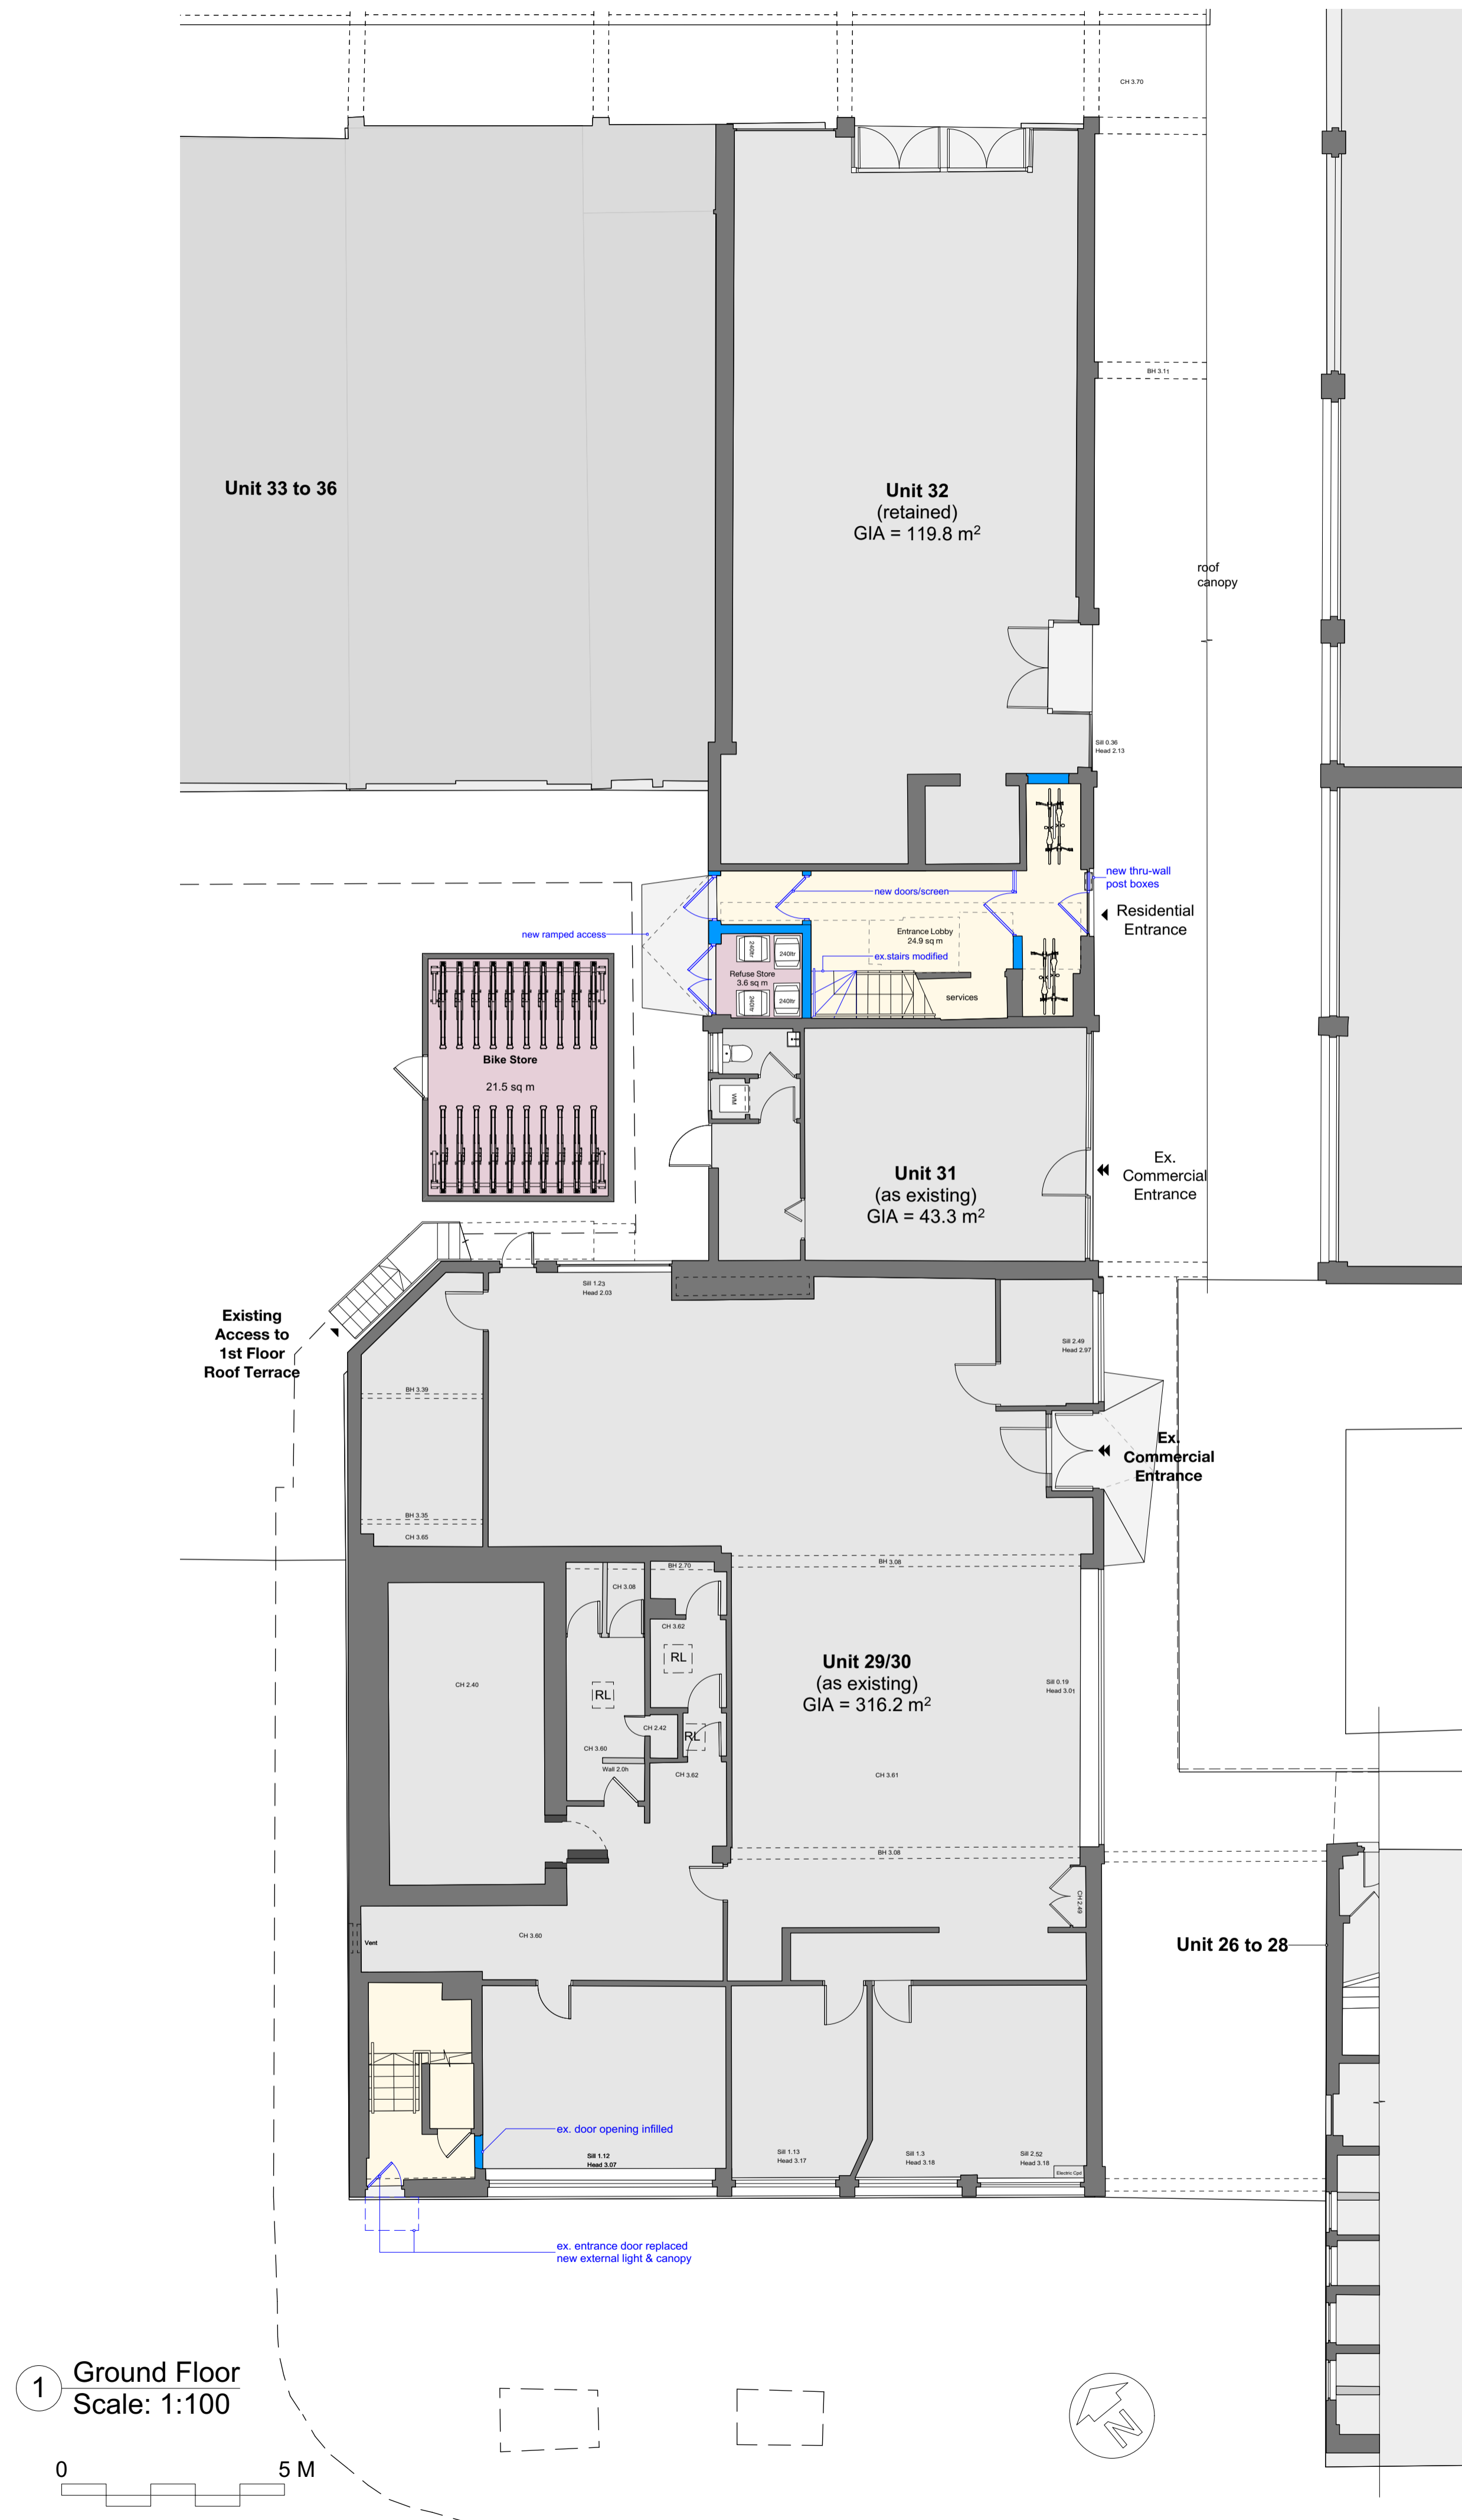 CH 3.70
BH 3.11
Unit 33 to 36
Unit 32
(retained)
GIA = 119.8 m²
roof
canopy
Sill 0.36
Head 2.13
new thru-wall
post boxes
new doors/screen
Residential
Entrance
Entrance Lobby
24.9 sq m
new ramped access
240ltr
240ltr
ex.stairs modified
Refuse Store
3.6 sq m
240ltr
240ltr
services
Bike Store
21.5 sq m
WM
Unit 31
(as existing)
GIA = 43.3 m²
Ex.
Commercial
Entrance
Sill 1.23
Head 2.03
Existing
Access to
1st Floor
Roof Terrace
Sill 2.49
Head 2.97
BH 3.39
Ex.
Commercial
Entrance
BH 3.35
CH 3.65
BH 3.08
BH 2.70
CH 3.08
CH 3.62
RL
Unit 29/30
(as existing)
GIA = 316.2 m²
CH 2.40
Sill 0.19
Head 3.01
RL
CH 2.42
RL
CH 3.60
Wall 2.0h
CH 3.62
CH 3.61
BH 3.08
CH 2.49
Vent
CH 3.60
Unit 26 to 28
ex. door opening infilled
Sill 1.12
Head 3.07
Sill 1.13
Head 3.17
Sill 1.3
Head 3.18
Sill 2.52
Head 3.18
Electric Cpd
ex. entrance door replaced
new external light & canopy
1
Ground Floor
Scale: 1:100
N
0 5 M